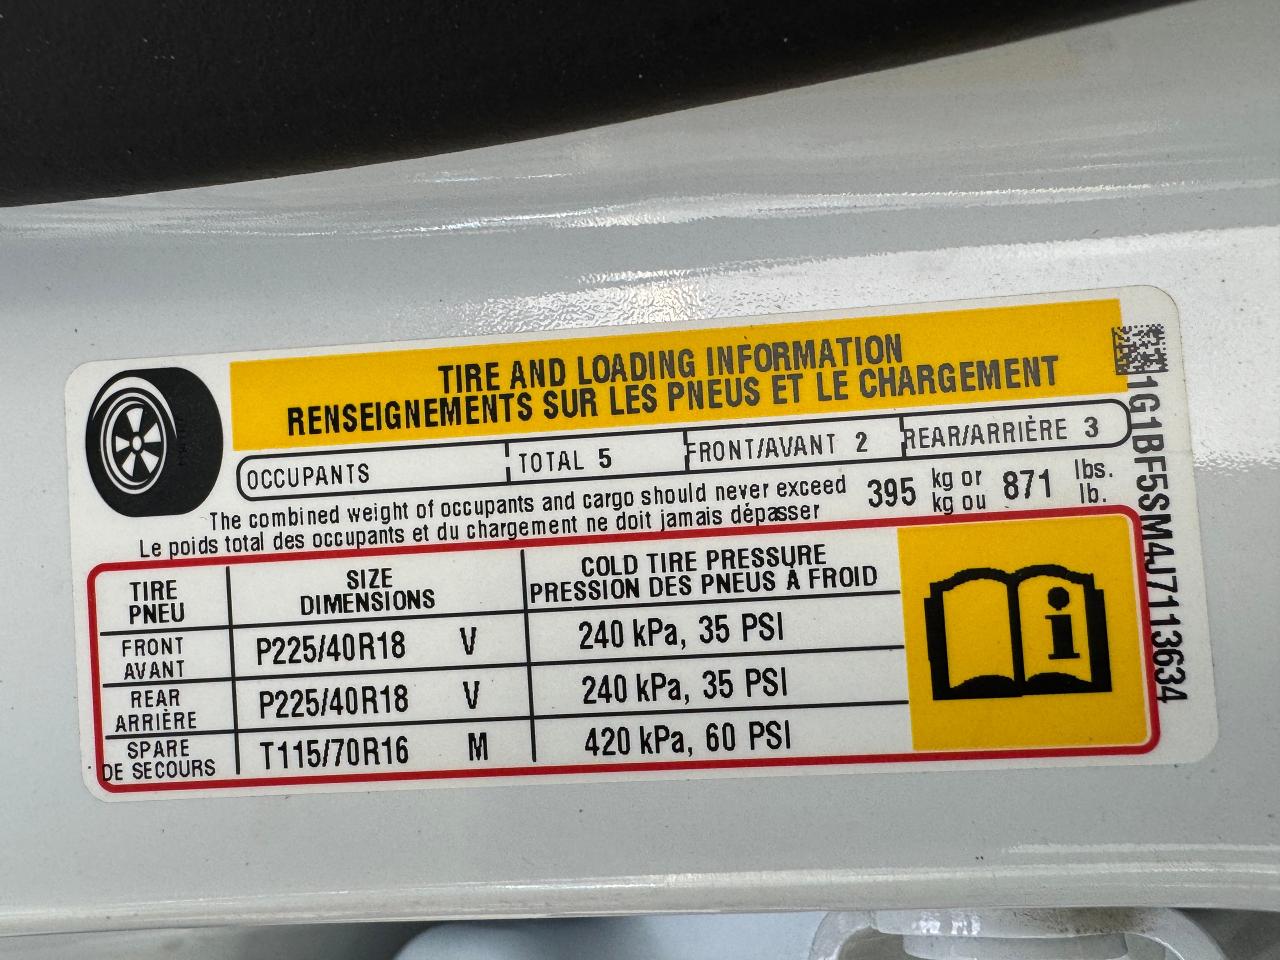 TIRE AND LOADING INFORMATION
RENSEIGNEMENTS SUR LES PNEUS ET LE CHARGEMENT
OCCUPANTS TOTAL 5 FRONT/AVANT 2 REAR/ARRIÈRE 3
The combined weight of occupants and cargo should never exceed 395 kg or 871 lbs.
Le poids total des occupants et du chargement ne doit jamais dépasser kg ou lb.
TIRE SIZE COLD TIRE PRESSURE
PNEU DIMENSIONS PRESSION DES PNEUS À FROID
FRONT
AVANT P225/40R18 V 240 kPa, 35 PSI
REAR
ARRIÈRE P225/40R18 V 240 kPa, 35 PSI
SPARE
DE SECOURS T115/70R16 M 420 kPa, 60 PSI
1G1BF5SM4J7113634